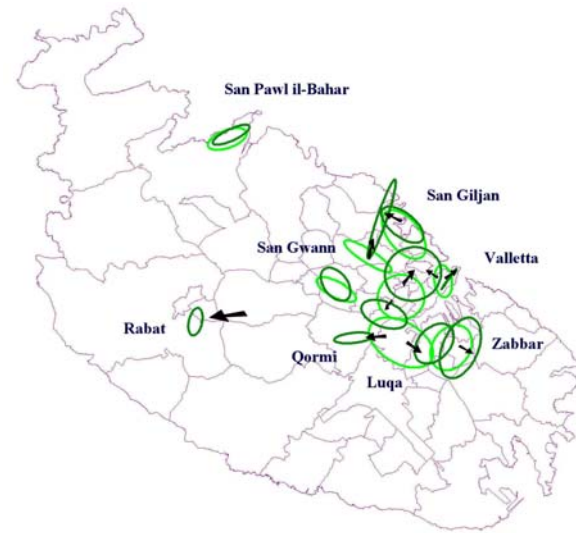 San Pawl il-Bahar
San Giljan
San Gwann
Valletta
Rabat
Qormi
Zabbar
Luqa